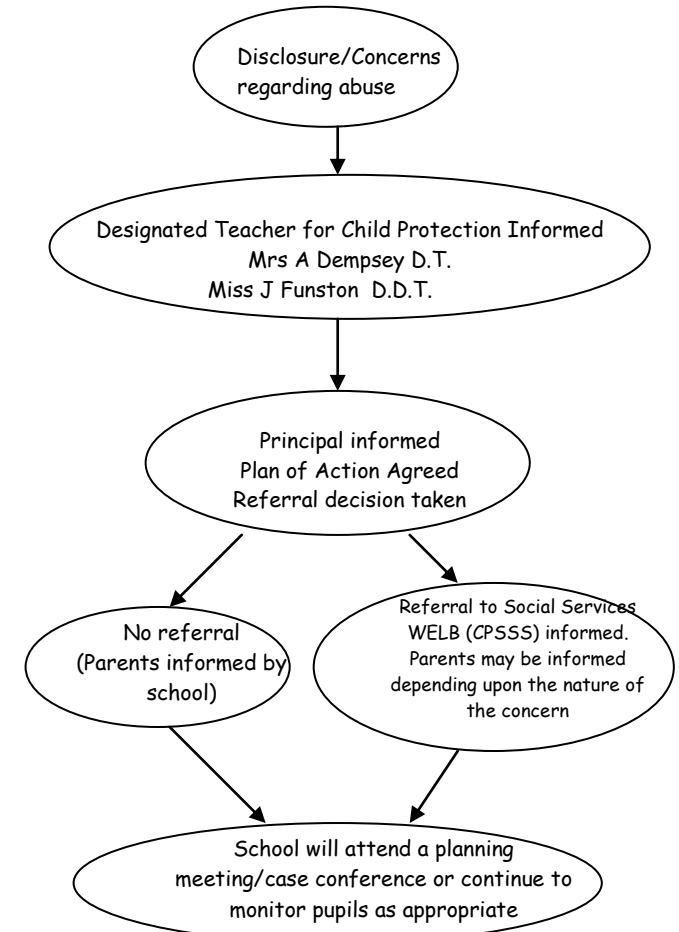 Disclosure/Concerns
regarding abuse
Designated Teacher for Child Protection Informed
Mrs A Dempsey D.T.
Miss J Funston D.D.T.
Principal informed
Plan of Action Agreed
Referral decision taken
No referral
(Parents informed by
school)
Referral to Social Services
WELB (CPSSS) informed.
Parents may be informed
depending upon the nature of
the concern
School will attend a planning
meeting/case conference or continue to
monitor pupils as appropriate